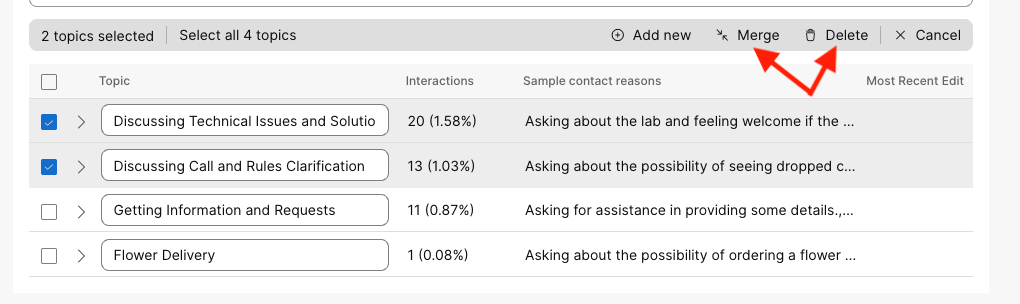 2 topics selected Select all 4 topics Add new Merge Delete Cancel
Topic Interactions Sample contact reasons Most Recent Edit
Discussing Technical Issues and Solutio 20 (1.58%) Asking about the lab and feeling welcome if the ...
Discussing Call and Rules Clarification 13 (1.03%) Asking about the possibility of seeing dropped c...
Getting Information and Requests 11 (0.87%) Asking for assistance in providing some details.,...
Flower Delivery 1 (0.08%) Asking about the possibility of ordering a flower ...